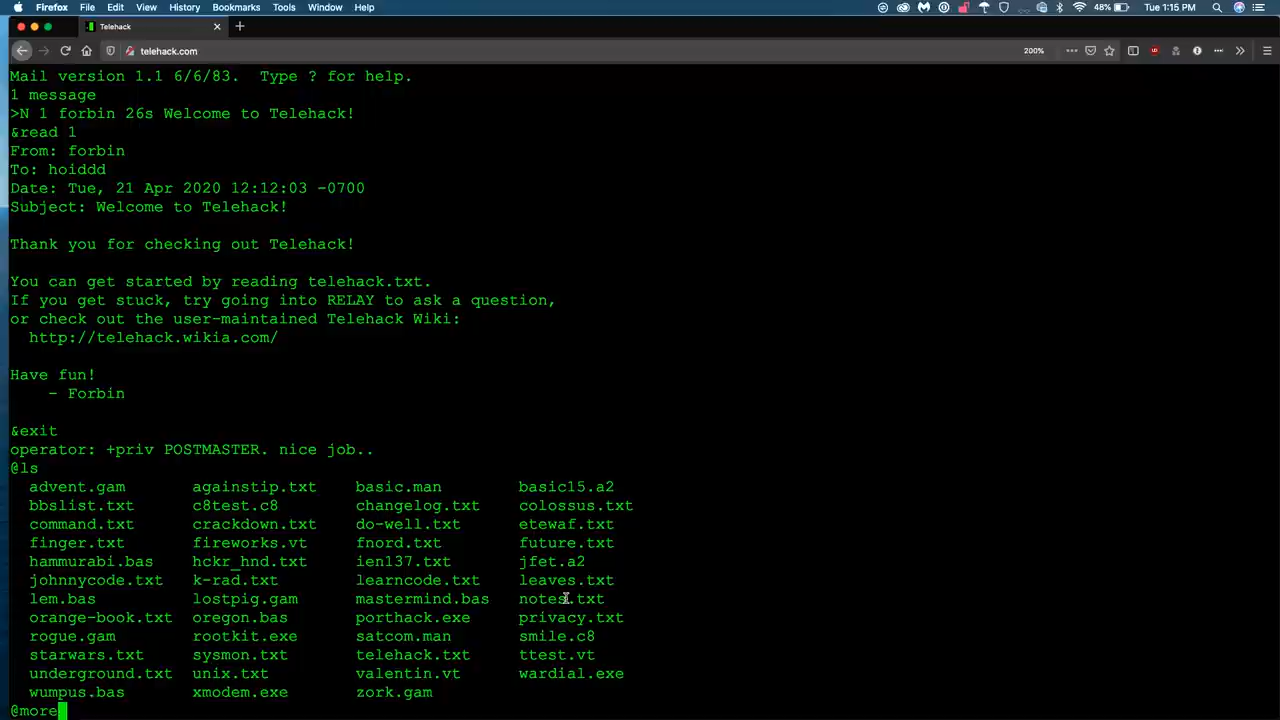 Firefox File Edit View History Bookmarks Tools Window Help 48% Tue 1:15 PM
Telehack
telehack.com 200%
Mail version 1.1 6/6/83.  Type ? for help.
1 message
>N 1 forbin 26s Welcome to Telehack!
&read 1
From: forbin
To: hoiddd
Date: Tue, 21 Apr 2020 12:12:03 -0700
Subject: Welcome to Telehack!
Thank you for checking out Telehack!
You can get started by reading telehack.txt.
If you get stuck, try going into RELAY to ask a question,
or check out the user-maintained Telehack Wiki:
http://telehack.wikia.com/
Have fun!
- Forbin
&exit
operator: +priv POSTMASTER. nice job..
@ls
advent.gam againstip.txt basic.man basic15.a2
bbslist.txt c8test.c8 changelog.txt colossus.txt
command.txt crackdown.txt do-well.txt etewaf.txt
finger.txt fireworks.vt fnord.txt future.txt
hammurabi.bas hckr_hnd.txt ien137.txt jfet.a2
johnnycode.txt k-rad.txt learncode.txt leaves.txt
lem.bas lostpig.gam mastermind.bas notes.txt
orange-book.txt oregon.bas porthack.exe privacy.txt
rogue.gam rootkit.exe satcom.man smile.c8
starwars.txt sysmon.txt telehack.txt ttest.vt
underground.txt unix.txt valentin.vt wardial.exe
wumpus.bas xmodem.exe zork.gam
@more